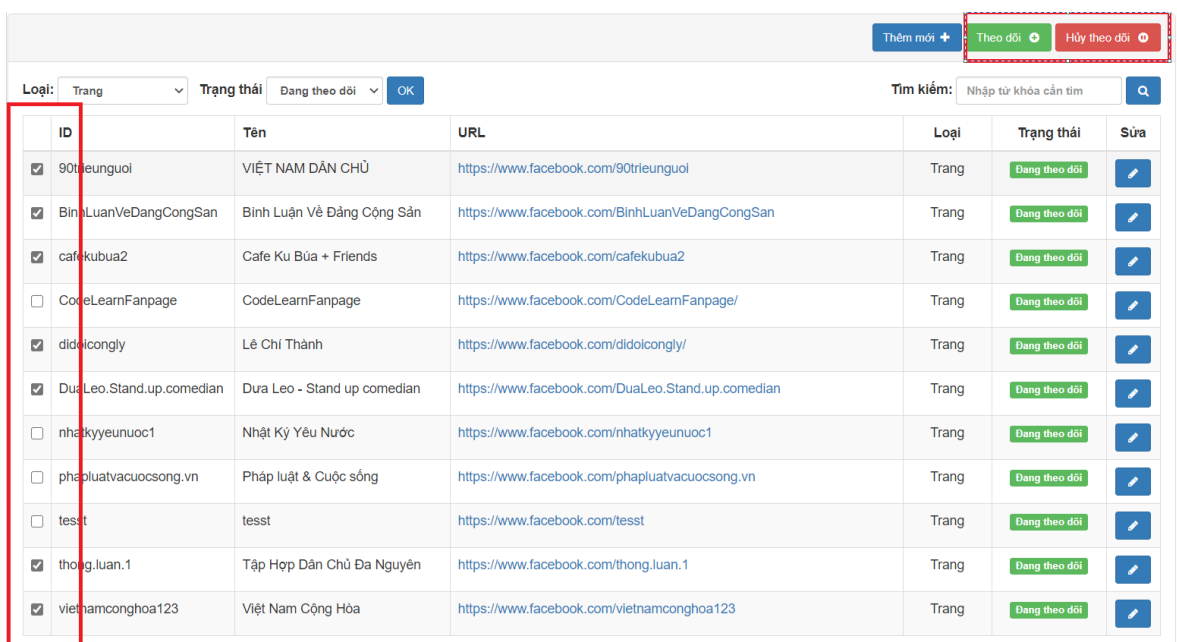 Thêm mới Theo dõi Hủy theo dõi
Loại: Trang Trạng thái Đang theo dõi OK Tìm kiếm: Nhập từ khóa cần tìm
ID Tên URL Loại Trạng thái Sửa
90trieunguoi VIỆT NAM DÂN CHỦ https://www.facebook.com/90trieunguoi Trang Đang theo dõi
BinhLuanVeDangCongSan Bình Luận Về Đảng Cộng Sản https://www.facebook.com/BinhLuanVeDangCongSan Trang Đang theo dõi
cafekubua2 Cafe Ku Búa + Friends https://www.facebook.com/cafekubua2 Trang Đang theo dõi
CodeLearnFanpage CodeLearnFanpage https://www.facebook.com/CodeLearnFanpage/ Trang Đang theo dõi
didoicongly Lê Chí Thành https://www.facebook.com/didoicongly/ Trang Đang theo dõi
DuaLeo.Stand.up.comedian Dưa Leo - Stand up comedian https://www.facebook.com/DuaLeo.Stand.up.comedian Trang Đang theo dõi
nhatkyyeunuoc1 Nhật Ký Yêu Nước https://www.facebook.com/nhatkyyeunuoc1 Trang Đang theo dõi
phapluatvacuocsong.vn Pháp luật & Cuộc sống https://www.facebook.com/phapluatvacuocsong.vn Trang Đang theo dõi
tesst tesst https://www.facebook.com/tesst Trang Đang theo dõi
thong.luan.1 Tập Hợp Dân Chủ Đa Nguyên https://www.facebook.com/thong.luan.1 Trang Đang theo dõi
vietnamconghoa123 Việt Nam Cộng Hòa https://www.facebook.com/vietnamconghoa123 Trang Đang theo dõi